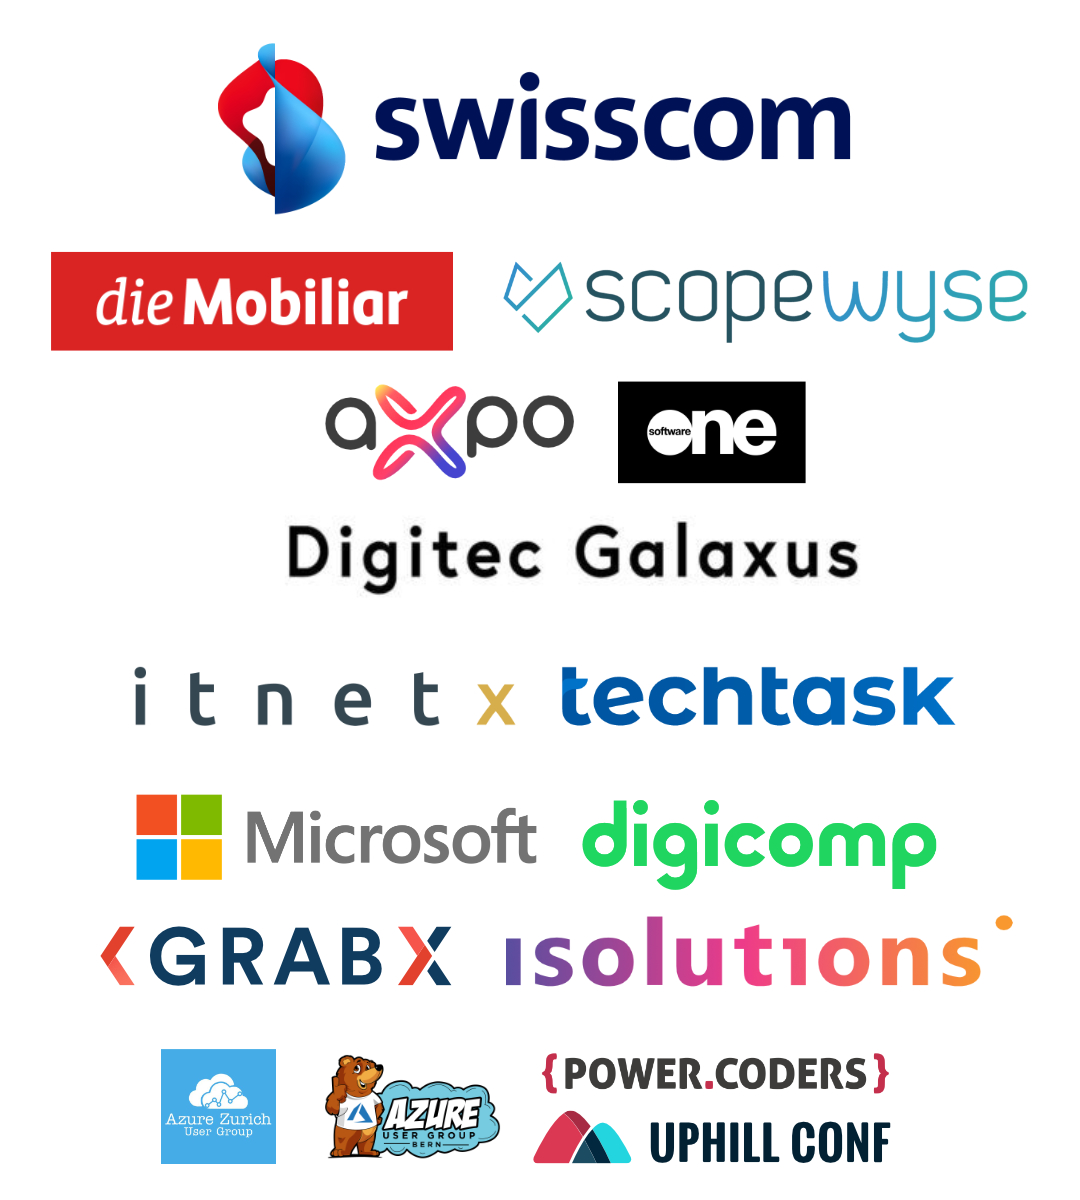 swisscom
die Mobiliar
scopewyse
axpo
software one
Digitec Galaxus
itnetx
techtask
Microsoft
digicomp
GRABX
isolutions
Azure Zurich
User Group
AZURE
USER GROUP
BERN
{POWER.CODERS}
UPHILL CONF